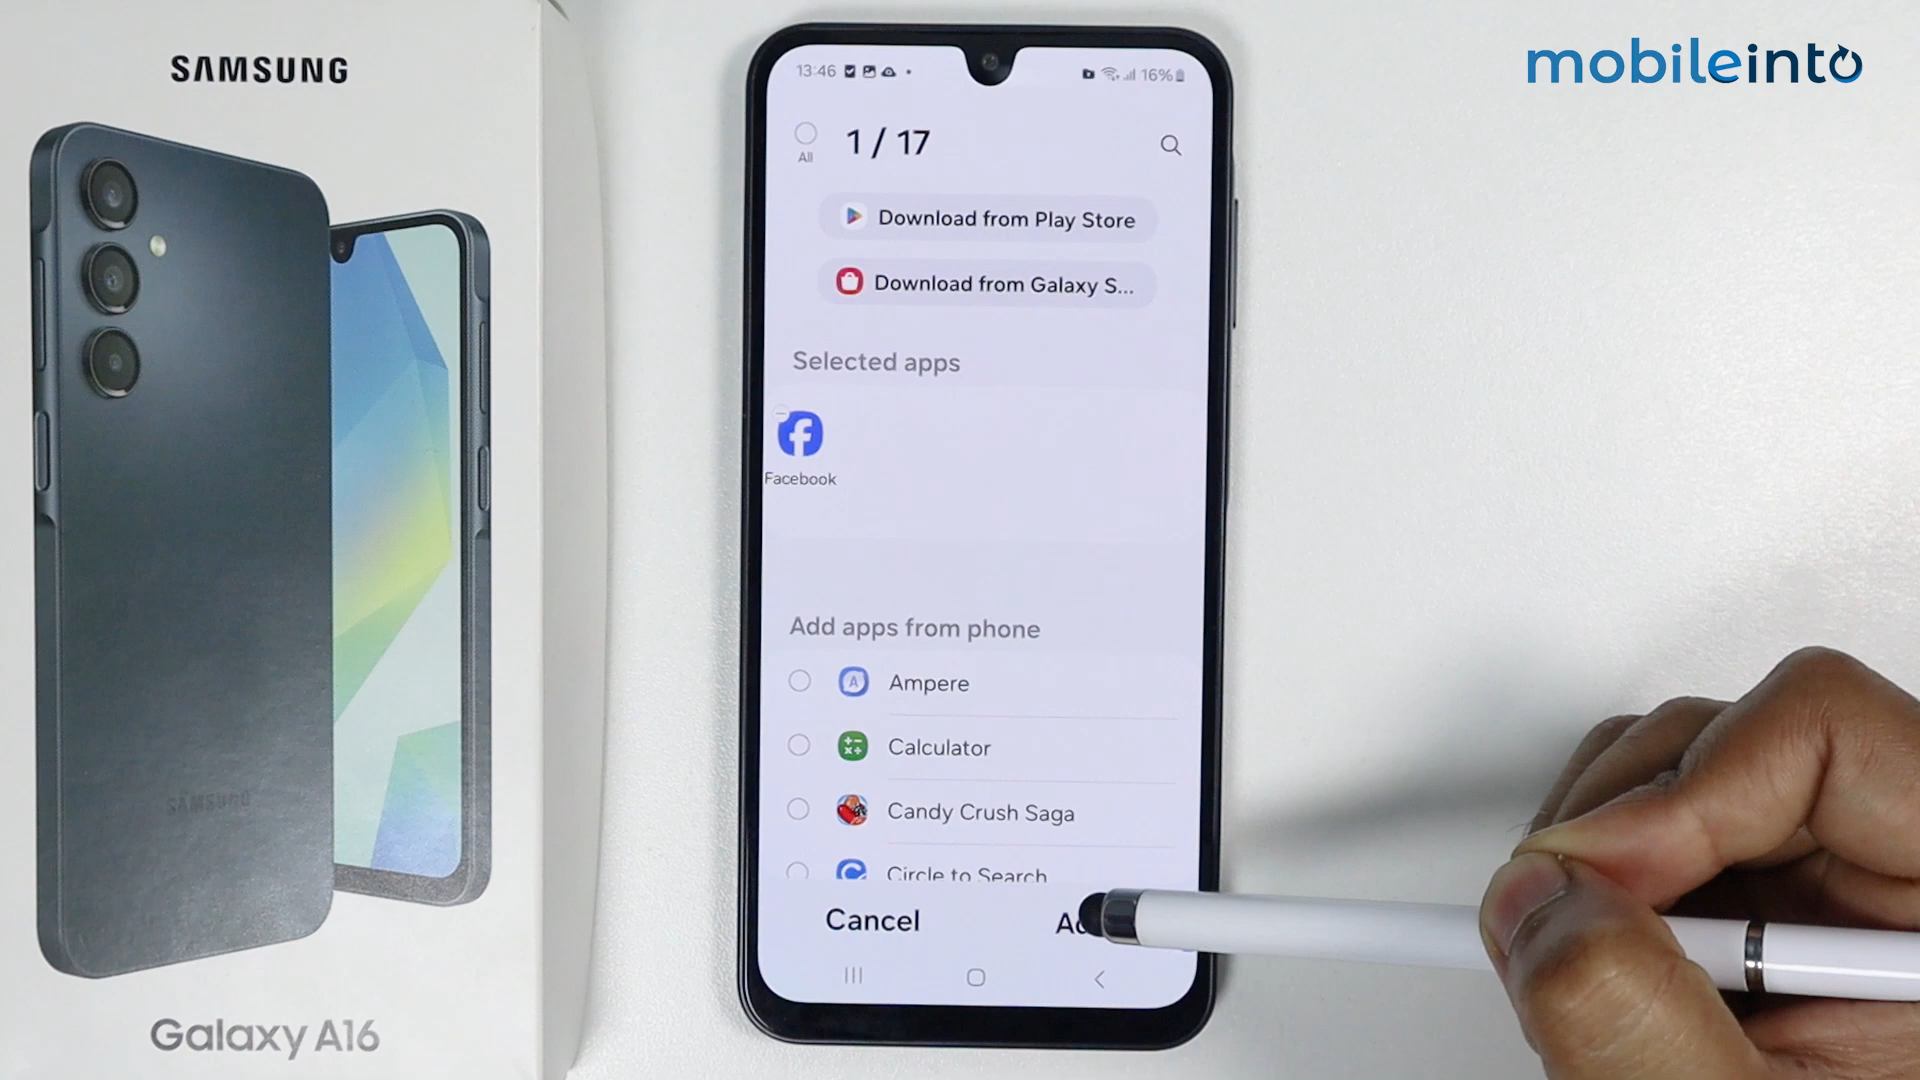 SAMSUNG
SAMSUNG
Galaxy A16
mobileinto
13:46
16%
All
1 / 17
Download from Play Store
Download from Galaxy S...
Selected apps
Facebook
Add apps from phone
A
Ampere
Calculator
Candy Crush Saga
Circle to Search
Cancel